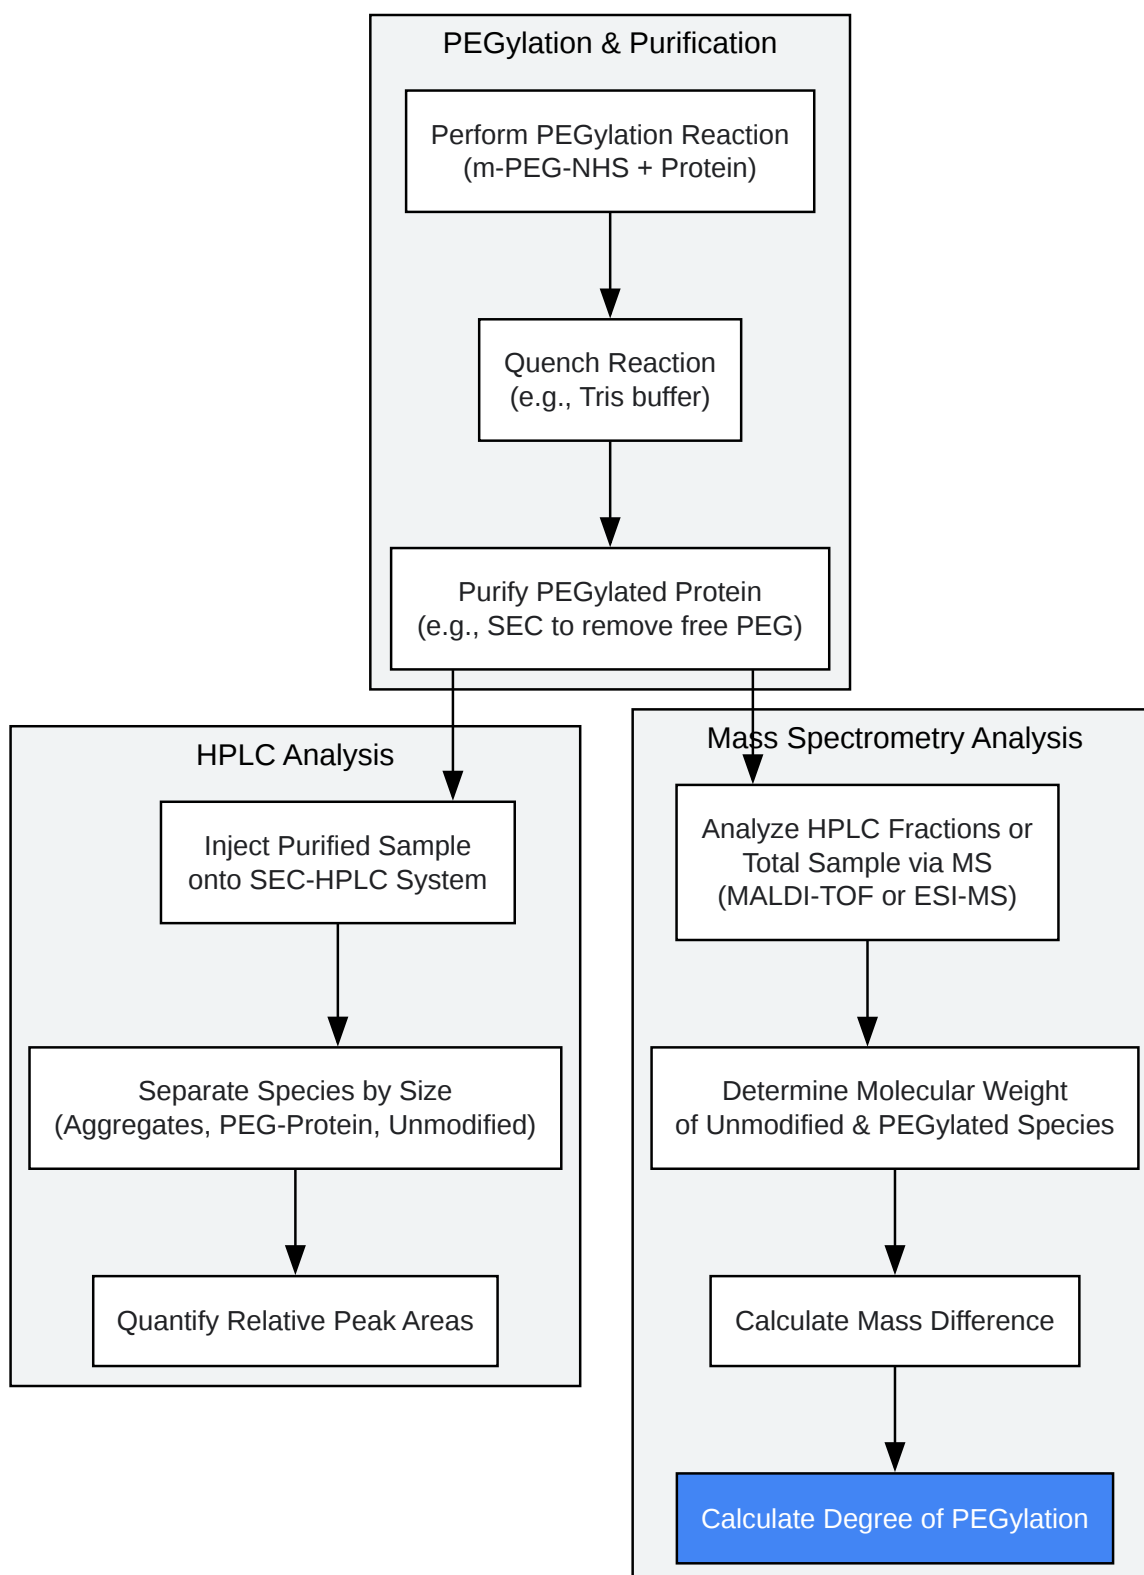 PEGylation & Purification
Perform PEGylation Reaction
(m-PEG-NHS + Protein)
Quench Reaction
(e.g., Tris buffer)
Purify PEGylated Protein
(e.g., SEC to remove free PEG)
HPLC Analysis
Inject Purified Sample
onto SEC-HPLC System
Separate Species by Size
(Aggregates, PEG-Protein, Unmodified)
Quantify Relative Peak Areas
Mass Spectrometry Analysis
Analyze HPLC Fractions or
Total Sample via MS
(MALDI-TOF or ESI-MS)
Determine Molecular Weight
of Unmodified & PEGylated Species
Calculate Mass Difference
Calculate Degree of PEGylation